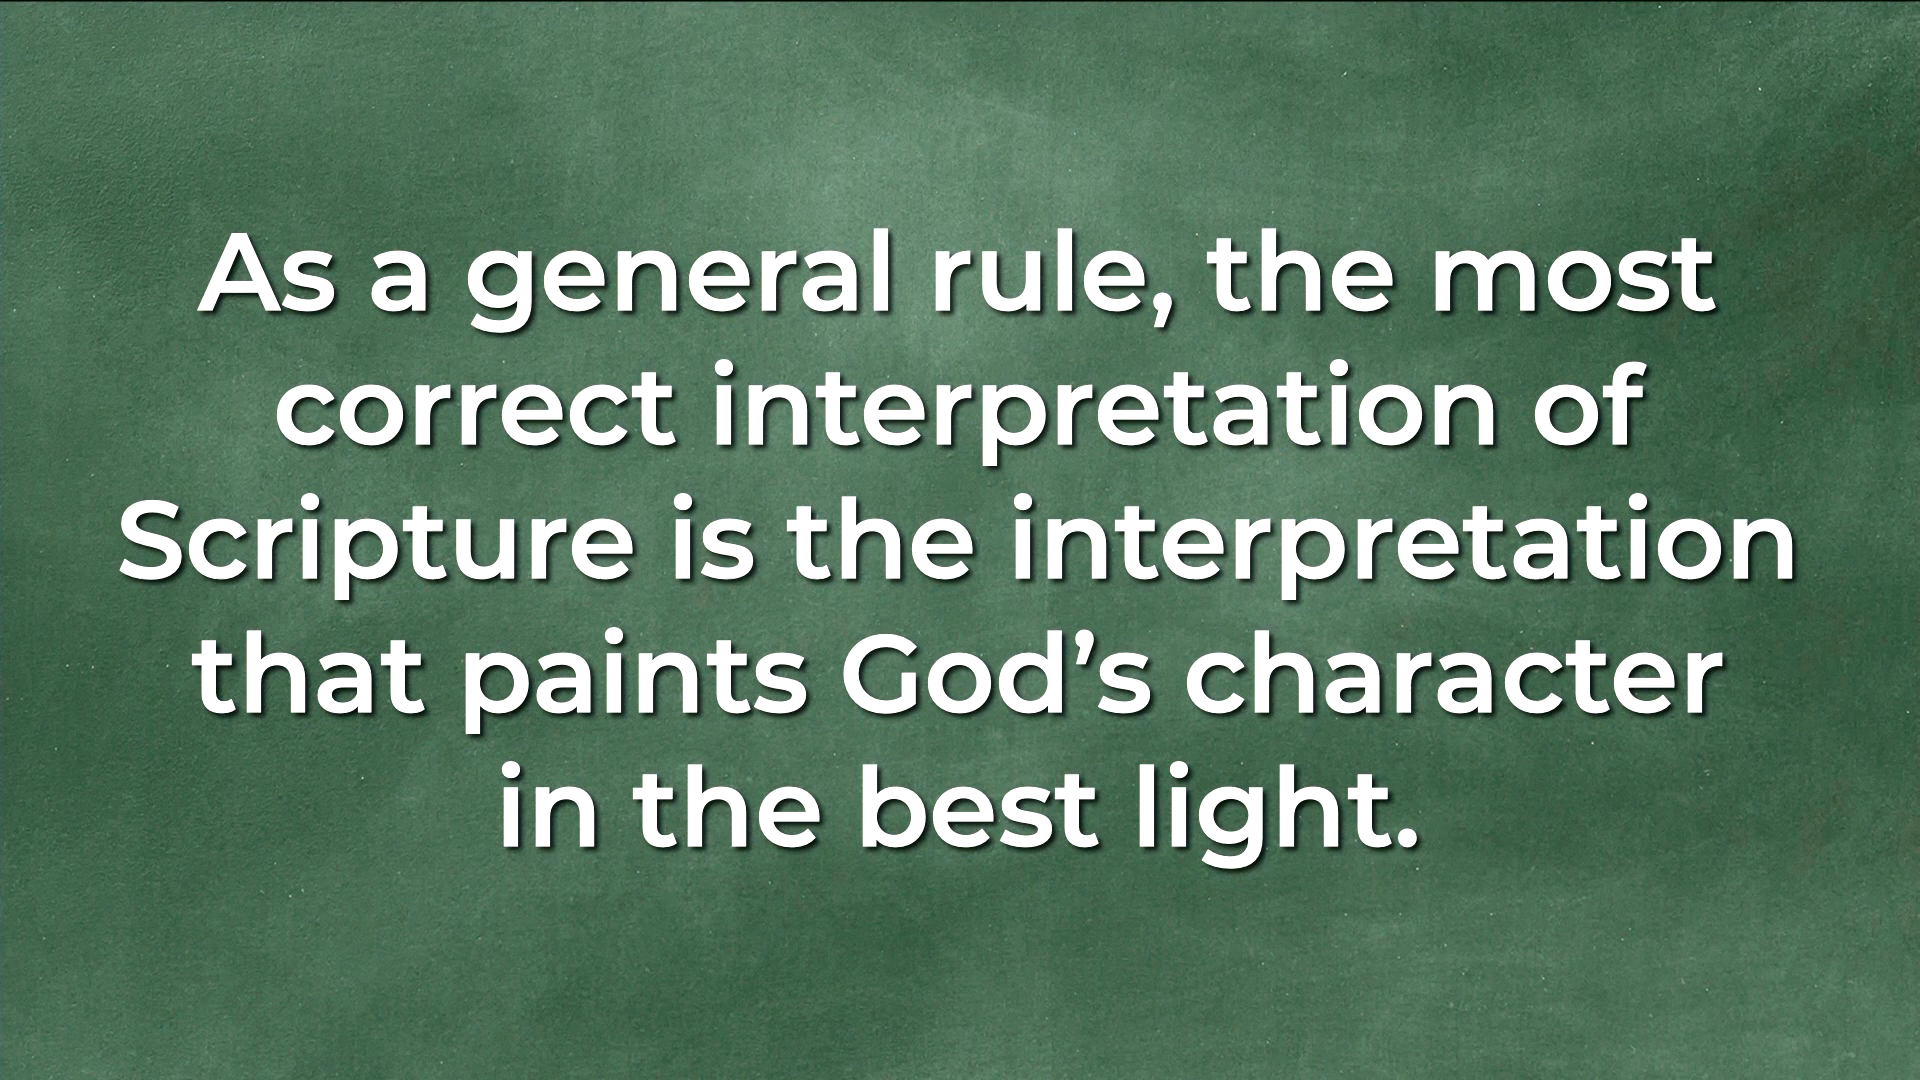 As a general rule, the most
correct interpretation of
Scripture is the interpretation
that paints God’s character
in the best light.